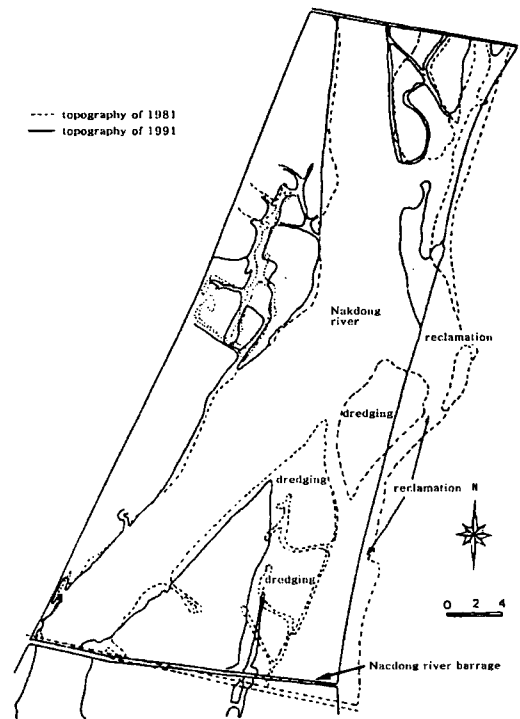 topography of 1981
topography of 1991
Nakdong
river
reclamation
dredging
dredging
reclamation
N
dredging
0 2 4
Nacdong river barrage